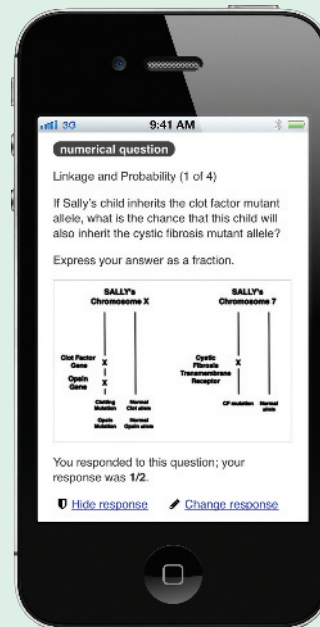 3G 9:41 AM
numerical question
Linkage and Probability (1 of 4)
If Sally's child inherits the clot factor mutant
allele, what is the chance that this child will
also inherit the cystic fibrosis mutant allele?
Express your answer as a fraction.
SALLY's
Chromosome X
SALLY's
Chromosome 7
Clot Factor
Gene
X
Opsin
Gene
X
Cystic
Fibrosis
Transmembrane
Receptor
X
Clotting
Mutation
Normal
Clot allele
Opsin
Mutation
Normal
Opsin allele
CF mutation
Normal
allele
You responded to this question; your
response was 1/2.
Hide response Change response